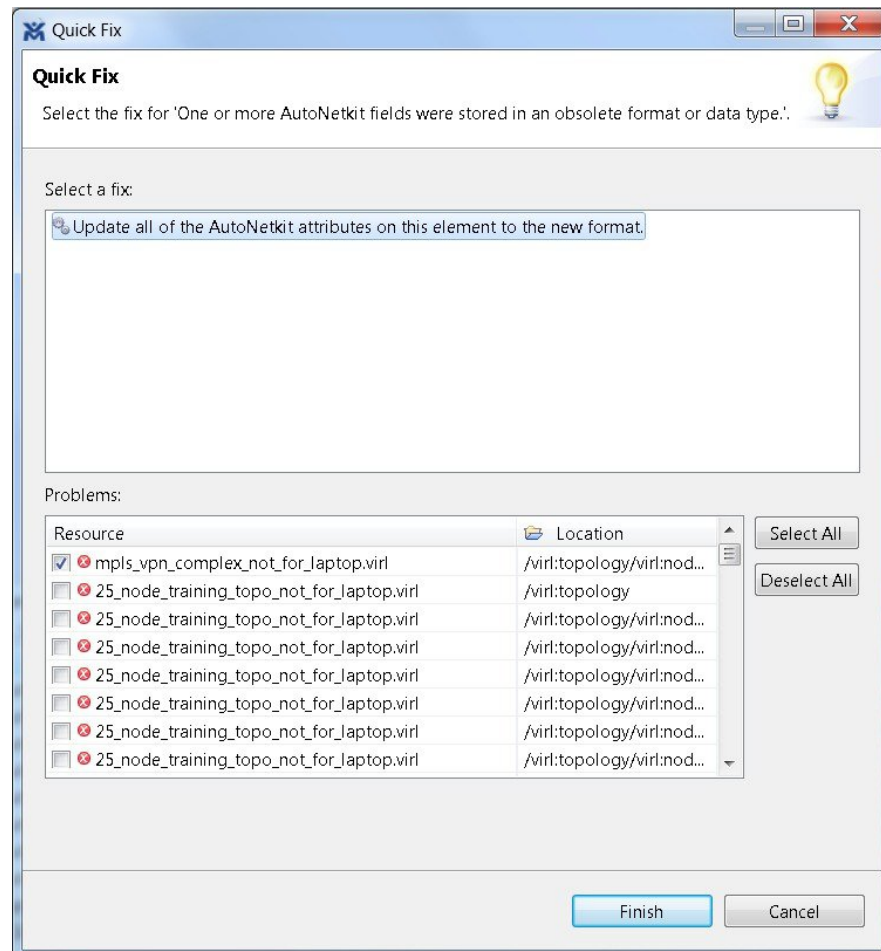 Quick Fix
Quick Fix
Select the fix for 'One or more AutoNetkit fields were stored in an obsolete format or data type.'.
Select a fix:
Update all of the AutoNetkit attributes on this element to the new format.
Problems:
Resource Location
mpls_vpn_complex_not_for_laptop.virl /virl:topology/virl:nod...
25_node_training_topo_not_for_laptop.virl /virl:topology
25_node_training_topo_not_for_laptop.virl /virl:topology/virl:nod...
25_node_training_topo_not_for_laptop.virl /virl:topology/virl:nod...
25_node_training_topo_not_for_laptop.virl /virl:topology/virl:nod...
25_node_training_topo_not_for_laptop.virl /virl:topology/virl:nod...
25_node_training_topo_not_for_laptop.virl /virl:topology/virl:nod...
25_node_training_topo_not_for_laptop.virl /virl:topology/virl:nod...
Select All
Deselect All
Finish Cancel